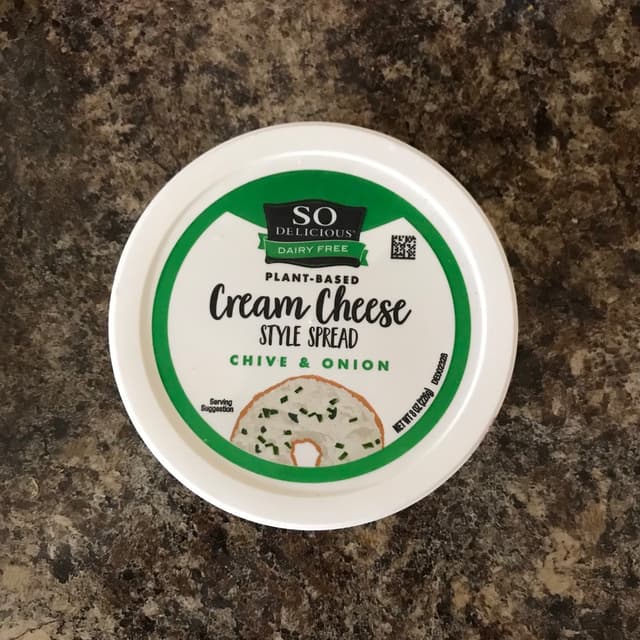 SO
DELICIOUS®
DAIRY FREE
PLANT-BASED
Cream Cheese
STYLE SPREAD
CHIVE & ONION
Serving
Suggestion
NET WT 8 OZ (226g)